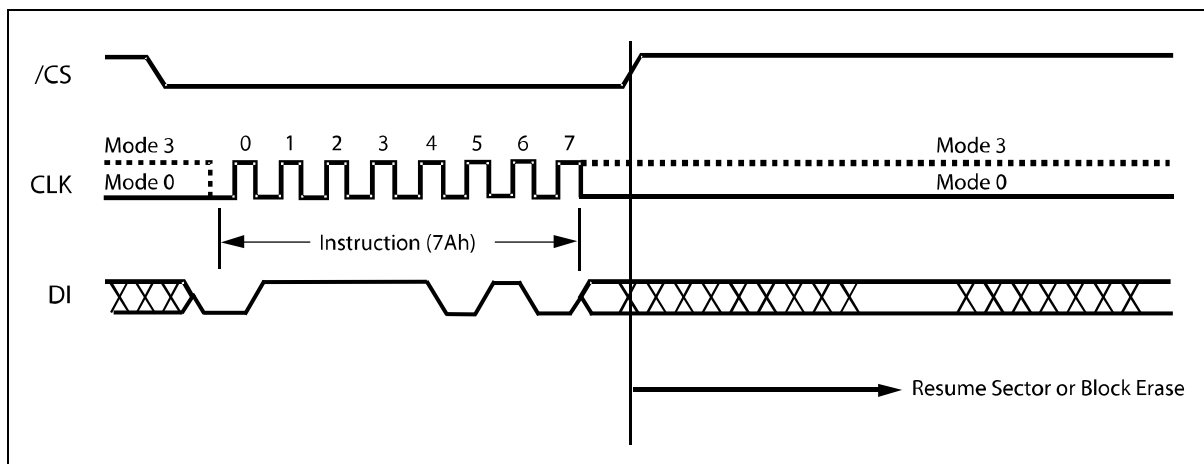 /CS
Mode 3 0 1 2 3 4 5 6 7 Mode 3
CLK Mode 0 Mode 0
Instruction (7Ah)
DI
Resume Sector or Block Erase